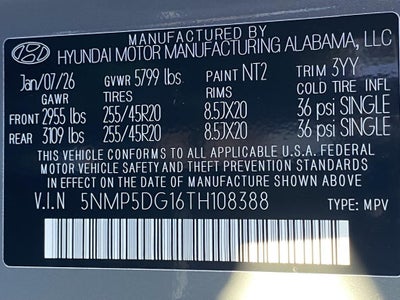 MANUFACTURED BY
HYUNDAI MOTOR MANUFACTURING ALABAMA, LLC
Jan/07/26 GVWR 5799 lbs PAINT NT2 TRIM 3YY
GAWR TIRES RIMS COLD TIRE INFL
FRONT 2955 lbs 255/45R20 8.5JX20 36 psi SINGLE
REAR 3109 lbs 255/45R20 8.5JX20 36 psi SINGLE
THIS VEHICLE CONFORMS TO ALL APPLICABLE U.S.A. FEDERAL
MOTOR VEHICLE SAFETY AND THEFT PREVENTION STANDARDS
IN EFFECT ON THE DATE OF MANUFACTURE SHOWN ABOVE.
V.I.N 5NMP5DG16TH108388 TYPE: MPV